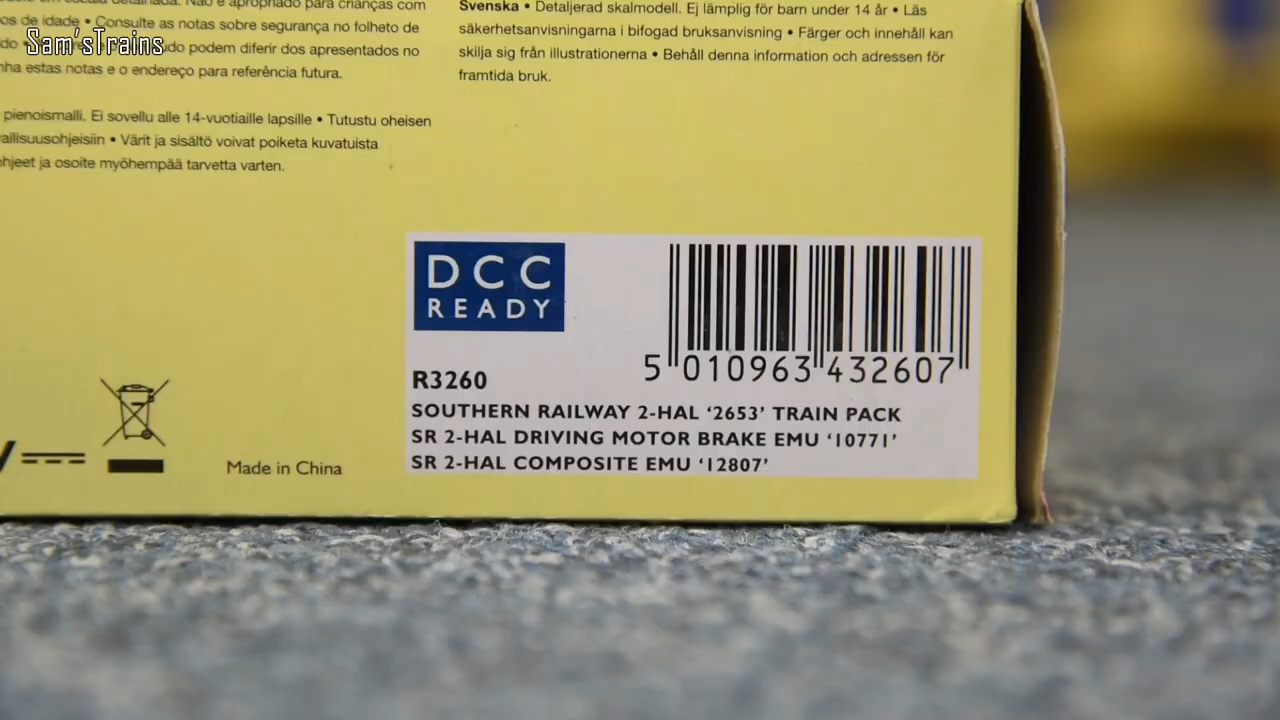 Sam'sTrains
os de idade • Consulte as notas sobre segurança no folheto de
do podem diferir dos apresentados no
nha estas notas e o endereço para referência futura.
pienoismalli. Ei sovellu alle 14-vuotiaille lapsille • Tutustu oheisen
allisuusohjeisiin • Värit ja sisältö voivat poiketa kuvatuista
ohjeet ja osoite myöhempää tarvetta varten.
Svenska • Detaljerad skalmodell. Ej lämplig för barn under 14 år • Läs
säkerhetsanvisningarna i bifogad bruksanvisning • Färger och innehåll kan
skilja sig från illustrationerna • Behåll denna information och adressen för
framtida bruk.
DCC
READY
5 010963 432607
R3260
SOUTHERN RAILWAY 2-HAL '2653' TRAIN PACK
SR 2-HAL DRIVING MOTOR BRAKE EMU '10771'
SR 2-HAL COMPOSITE EMU '12807'
Made in China